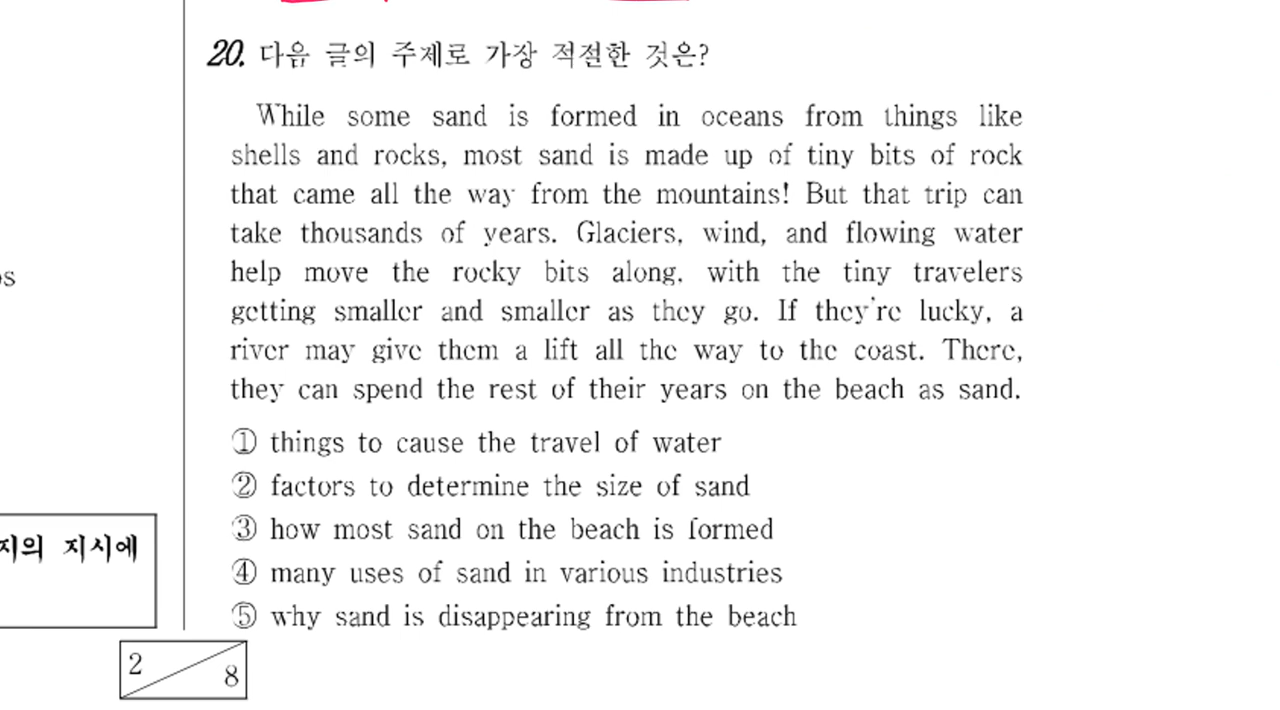 20. 다음 글의 주제로 가장 적절한 것은?
While some sand is formed in oceans from things like
shells and rocks, most sand is made up of tiny bits of rock
that came all the way from the mountains! But that trip can
take thousands of years. Glaciers, wind, and flowing water
help move the rocky bits along, with the tiny travelers
getting smaller and smaller as they go. If they're lucky, a
river may give them a lift all the way to the coast. There,
they can spend the rest of their years on the beach as sand.
① things to cause the travel of water
② factors to determine the size of sand
③ how most sand on the beach is formed
④ many uses of sand in various industries
⑤ why sand is disappearing from the beach
지시에
2 8